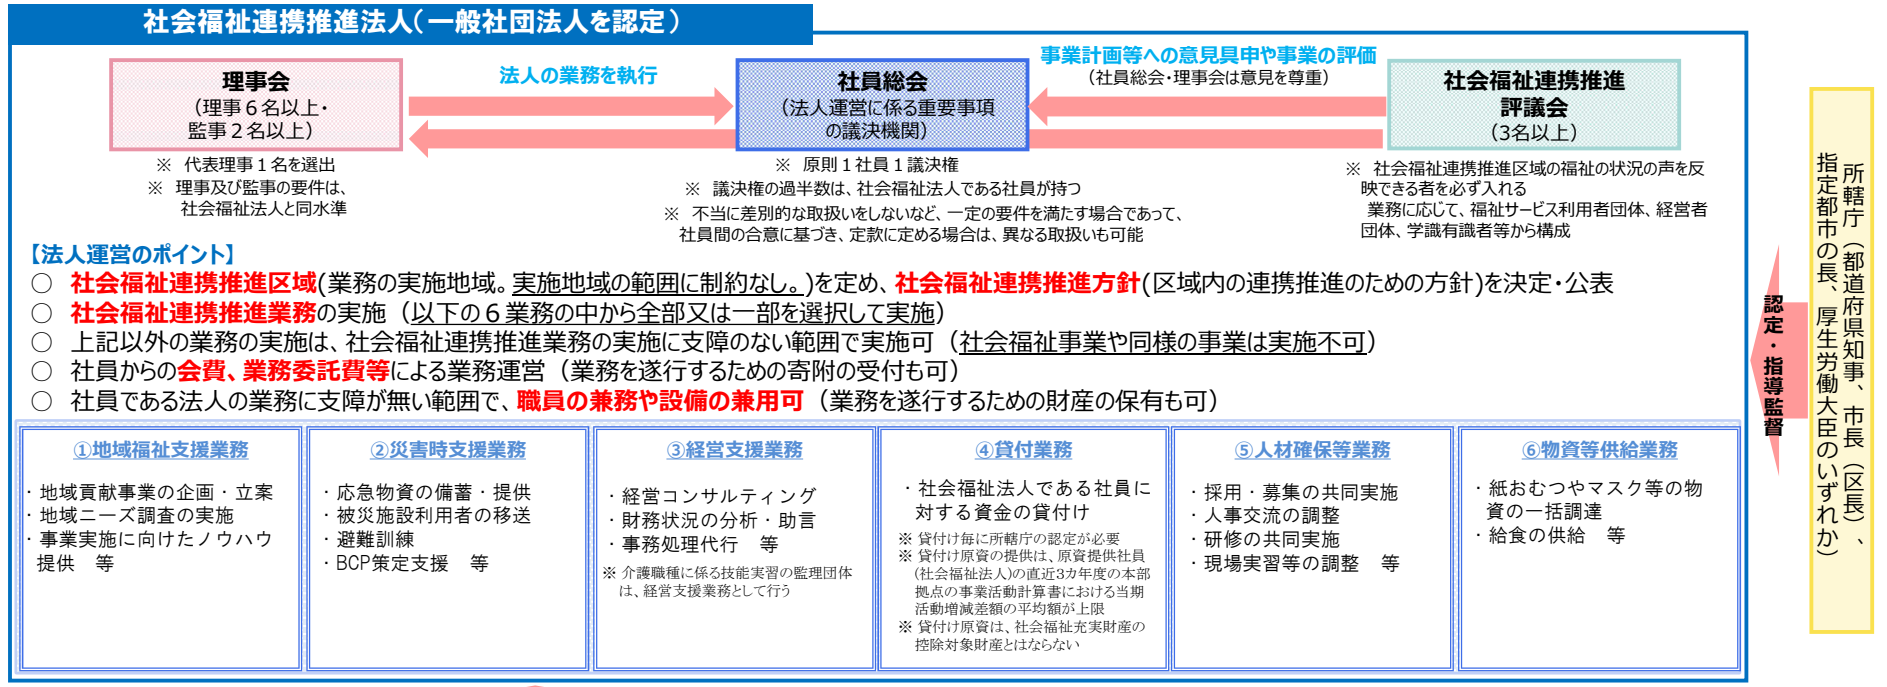 社会福祉連携推進法人（一般社団法人を認定）
理事会
（理事６名以上・
監事２名以上）
※　代表理事１名を選出
※　理事及び監事の要件は、
社会福祉法人と同水準
法人の業務を執行
社員総会
（法人運営に係る重要事項
の議決機関）
※　原則１社員１議決権
※　議決権の過半数は、社会福祉法人である社員が持つ
※　不当に差別的な取扱いをしないなど、一定の要件を満たす場合であって、
社員間の合意に基づき、定款に定める場合は、異なる取扱いも可能
事業計画等への意見具申や事業の評価
（社員総会・理事会は意見を尊重）
社会福祉連携推進
評議会
（3名以上）
※　社会福祉連携推進区域の福祉の状況の声を反
映できる者を必ず入れる
業務に応じて、福祉サービス利用者団体、経営者
団体、学識有識者等から構成
【法人運営のポイント】
○　社会福祉連携推進区域(業務の実施地域。実施地域の範囲に制約なし。)を定め、社会福祉連携推進方針(区域内の連携推進のための方針)を決定・公表
○　社会福祉連携推進業務の実施（以下の６業務の中から全部又は一部を選択して実施）
○　上記以外の業務の実施は、社会福祉連携推進業務の実施に支障のない範囲で実施可（社会福祉事業や同様の事業は実施不可）
○　社員からの会費、業務委託費等による業務運営（業務を遂行するための寄附の受付も可）
○　社員である法人の業務に支障が無い範囲で、職員の兼務や設備の兼用可（業務を遂行するための財産の保有も可）
①地域福祉支援業務
・地域貢献事業の企画・立案
・地域ニーズ調査の実施
・事業実施に向けたノウハウ
提供　等
②災害時支援業務
・応急物資の備蓄・提供
・被災施設利用者の移送
・避難訓練
・BCP策定支援　等
③経営支援業務
・経営コンサルティング
・財務状況の分析・助言
・事務処理代行　等
※ 介護職種に係る技能実習の監理団体
は、経営支援業務として行う
④貸付業務
・社会福祉法人である社員に
対する資金の貸付け
※ 貸付け毎に所轄庁の認定が必要
※ 貸付け原資の提供は、原資提供社員
(社会福祉法人)の直近3カ年度の本部
拠点の事業活動計算書における当期
活動増減差額の平均額が上限
※ 貸付け原資は、社会福祉充実財産の
控除対象財産とはならない
⑤人材確保等業務
・採用・募集の共同実施
・人事交流の調整
・研修の共同実施
・現場実習等の調整　等
⑥物資等供給業務
・紙おむつやマスク等の物
資の一括調達
・給食の供給　等
認定・指導監督
所轄庁（都道府県知事、市長（区長）、
指定都市の長、厚生労働大臣のいずれか）